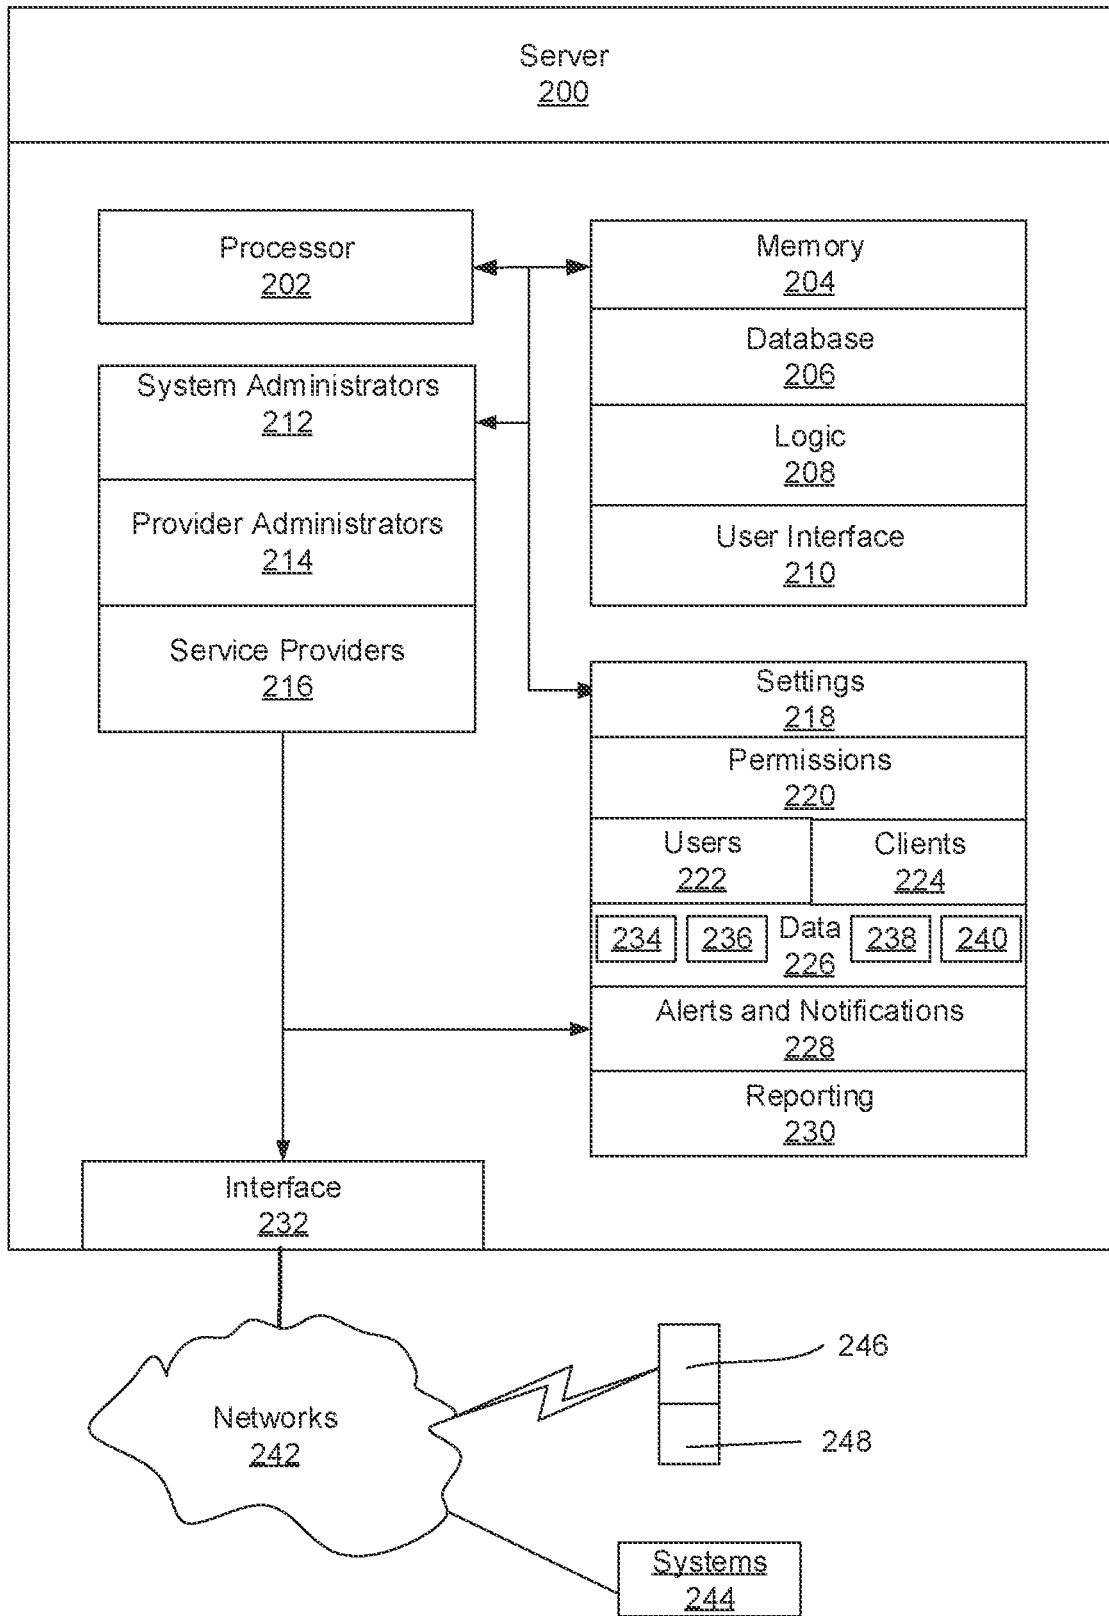 Server
200
Processor
202
Memory
204
Database
206
Logic
208
User Interface
210
System Administrators
212
Provider Administrators
214
Service Providers
216
Settings
218
Permissions
220
Users
222
Clients
224
234 236 Data 238 240
226
Alerts and Notifications
228
Reporting
230
Interface
232
Networks
242
246
248
Systems
244